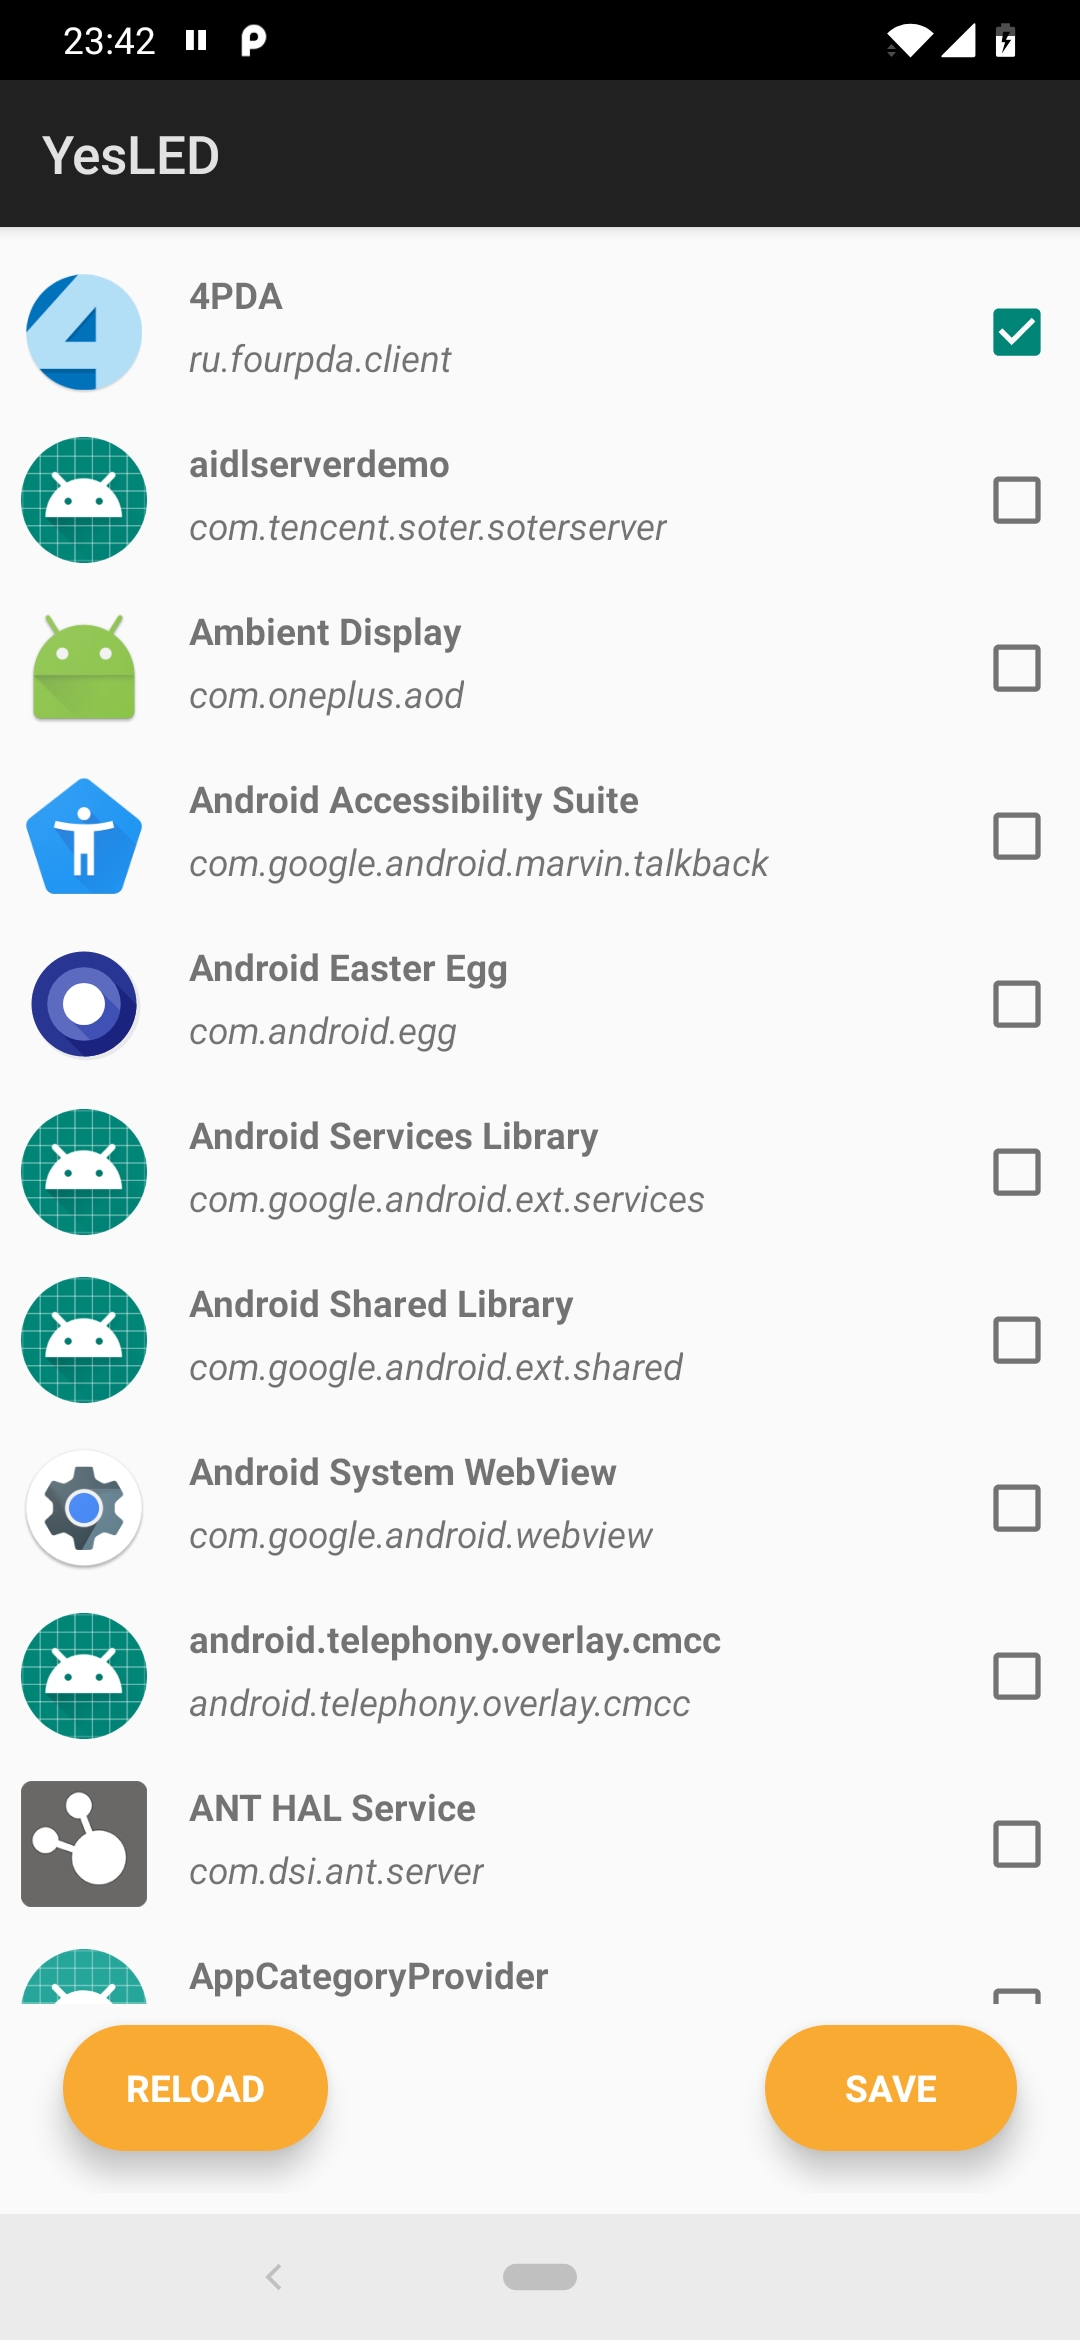 23:42
YesLED
4PDA
ru.fourpda.client
aidlserverdemo
com.tencent.soter.soterserver
Ambient Display
com.oneplus.aod
Android Accessibility Suite
com.google.android.marvin.talkback
Android Easter Egg
com.android.egg
Android Services Library
com.google.android.ext.services
Android Shared Library
com.google.android.ext.shared
Android System WebView
com.google.android.webview
android.telephony.overlay.cmcc
android.telephony.overlay.cmcc
ANT HAL Service
com.dsi.ant.server
AppCategoryProvider
RELOAD
SAVE